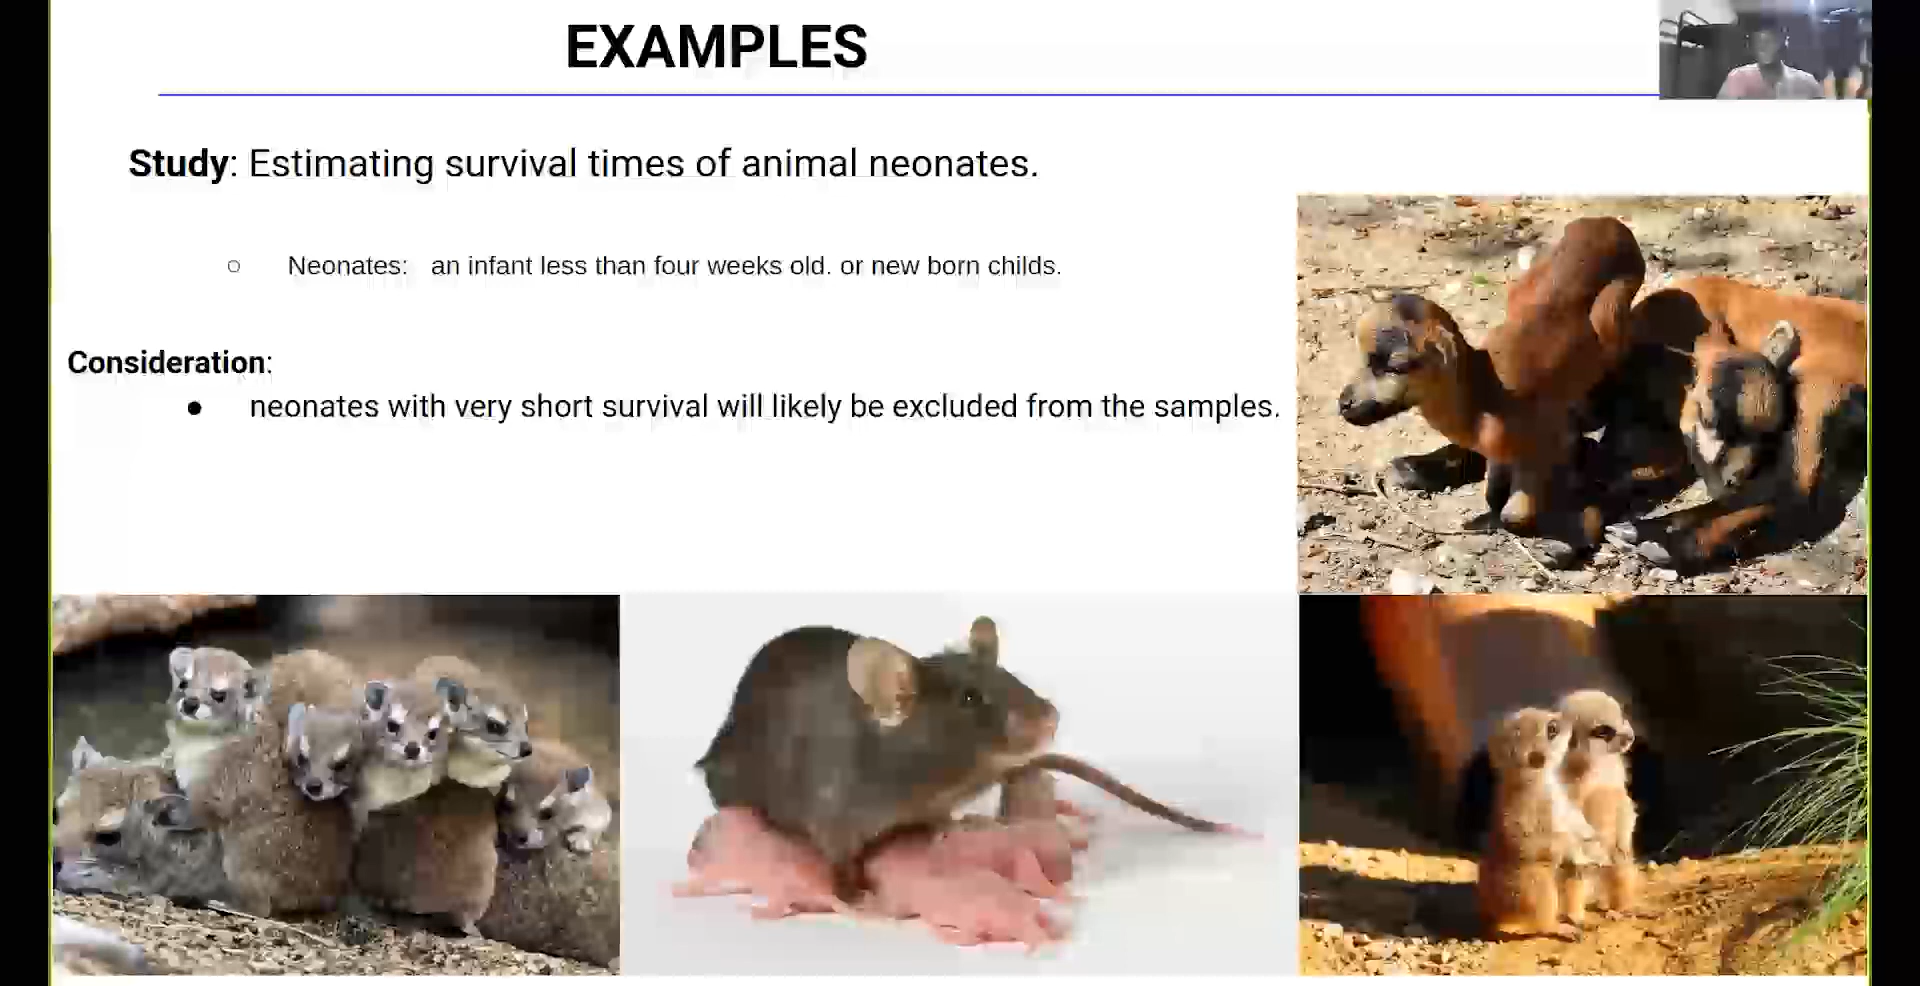 EXAMPLES
Study: Estimating survival times of animal neonates.
○ Neonates: an infant less than four weeks old. or new born childs.
Consideration:
● neonates with very short survival will likely be excluded from the samples.